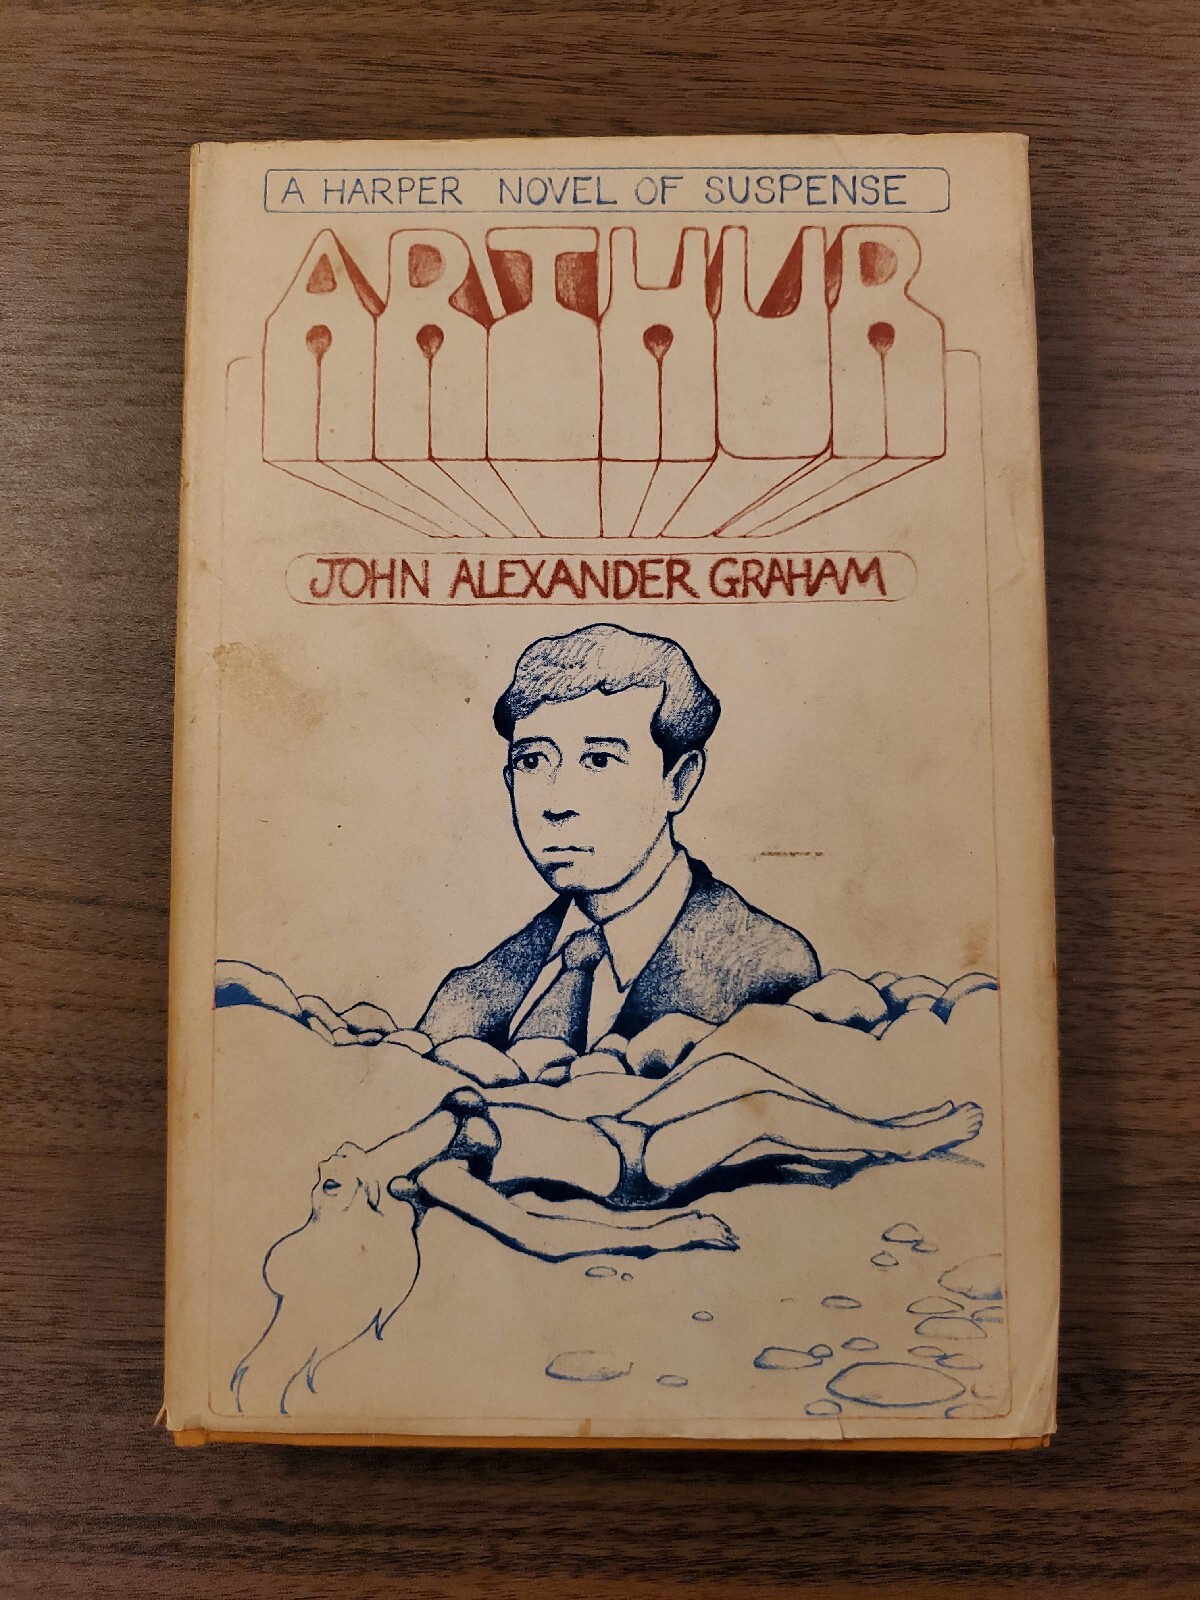 A HARPER NOVEL OF SUSPENSE
ARTHUR
JOHN ALEXANDER GRAHAM